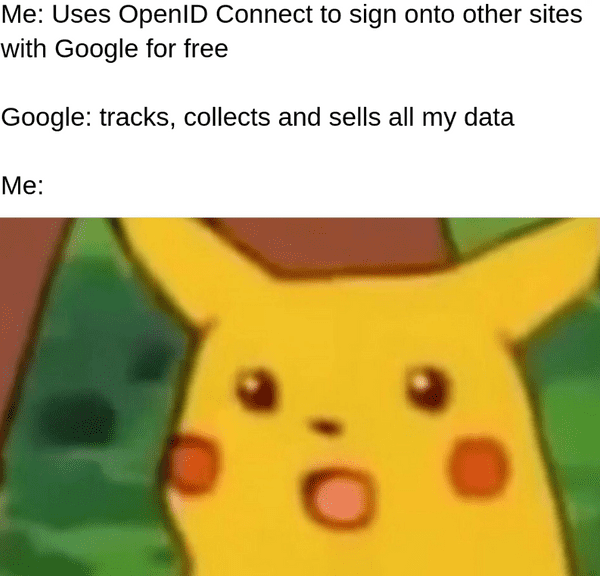 Me: Uses OpenID Connect to sign onto other sites
with Google for free
Google: tracks, collects and sells all my data
Me: